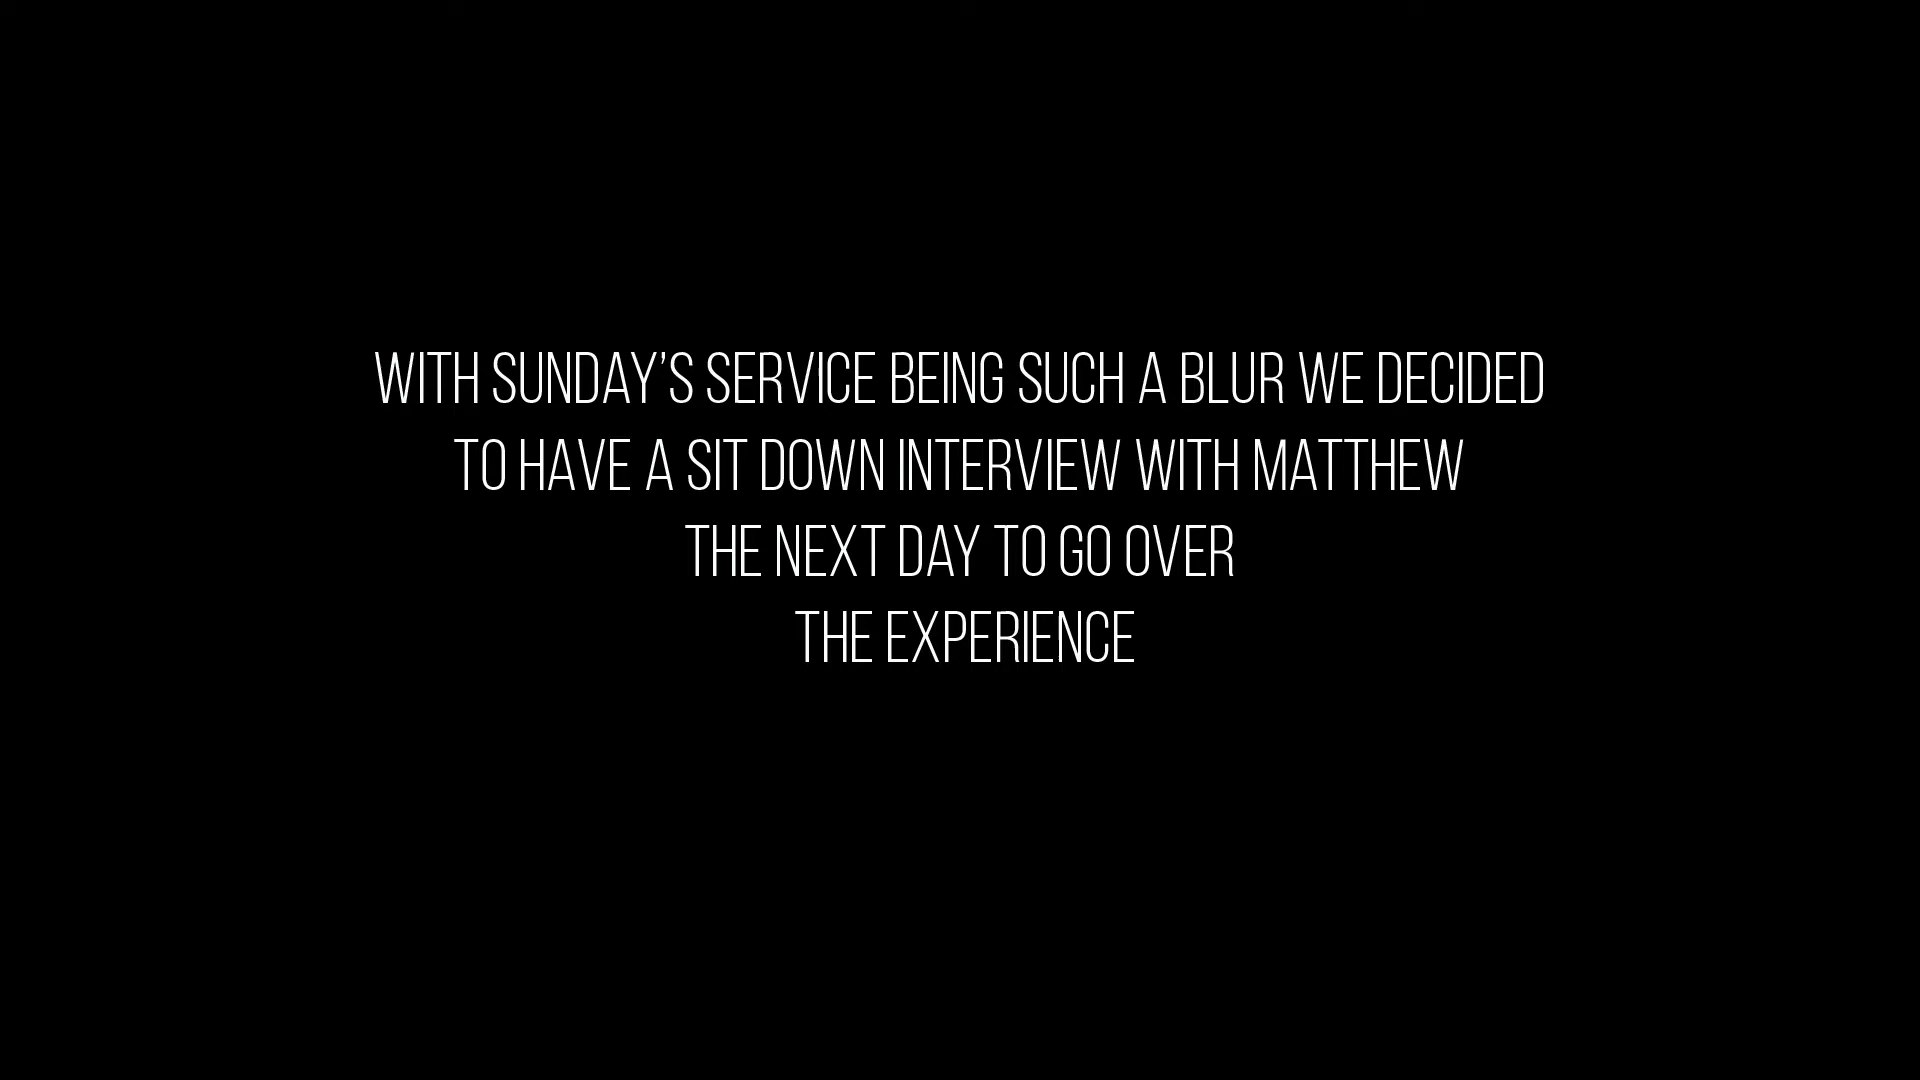 WITH SUNDAY’S SERVICE BEING SUCH A BLUR WE DECIDED
TO HAVE A SIT DOWN INTERVIEW WITH MATTHEW
THE NEXT DAY TO GO OVER
THE EXPERIENCE